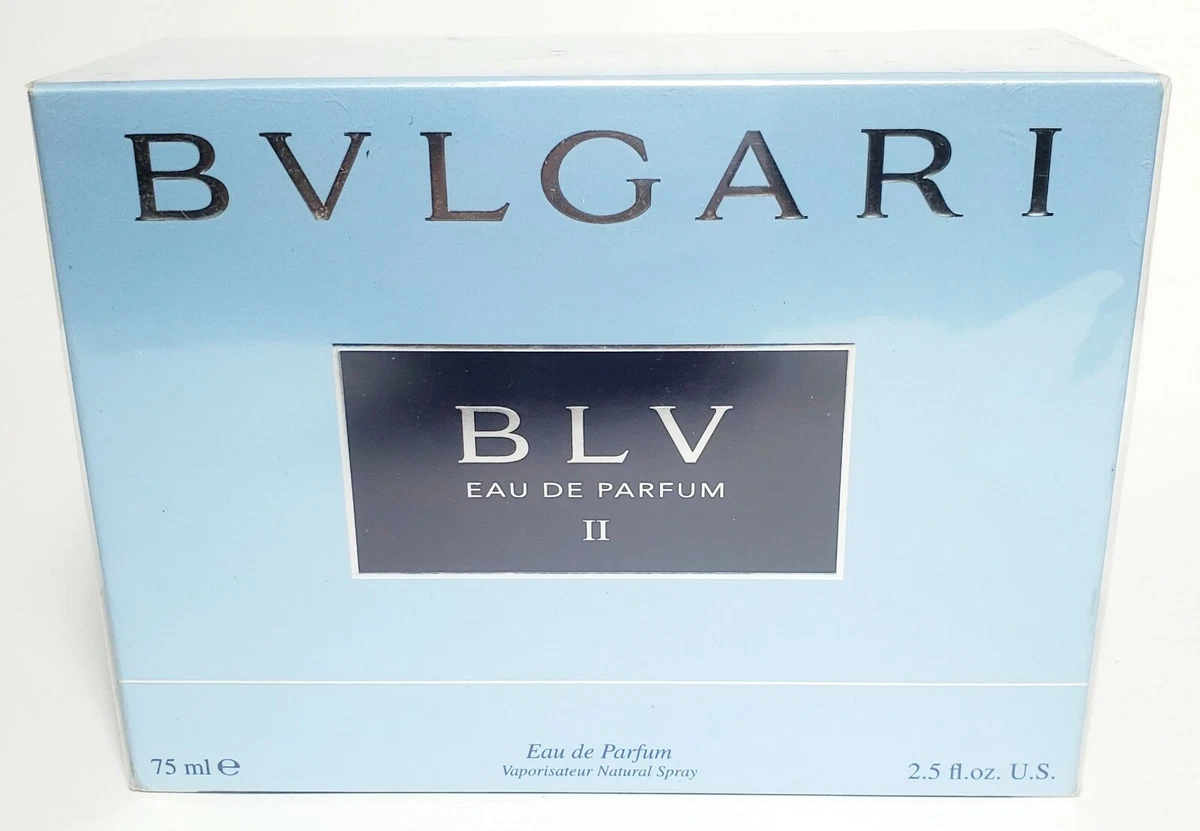 BVLGARI
BLV
EAU DE PARFUM
II
Eau de Parfum
75 ml ℮
Vaporisateur Natural Spray
2.5 fl.oz. U.S.